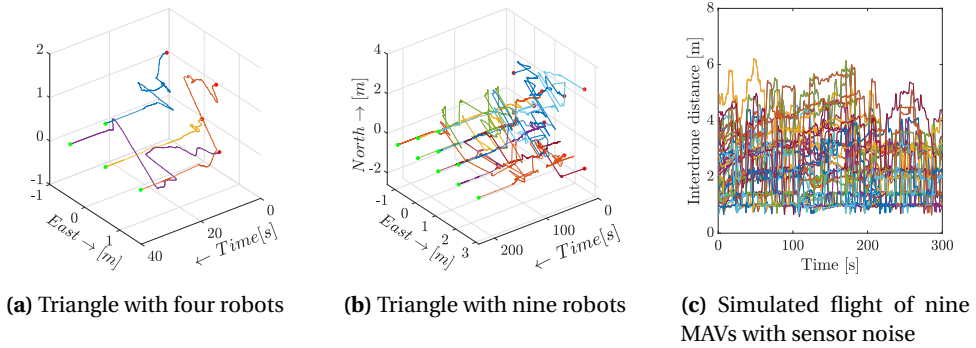 2
1
0
-1
-1
0
1
East → [m]
40
20
0
← Time[s]
(a) Triangle with four robots
4
2
0
-2
North → [m]
-1
0
1
2
3
East → [m]
200
100
0
← Time[s]
(b) Triangle with nine robots
8
6
4
2
0
Interdrone distance [m]
0
100
200
300
Time [s]
(c) Simulated flight of nine
MAVs with sensor noise